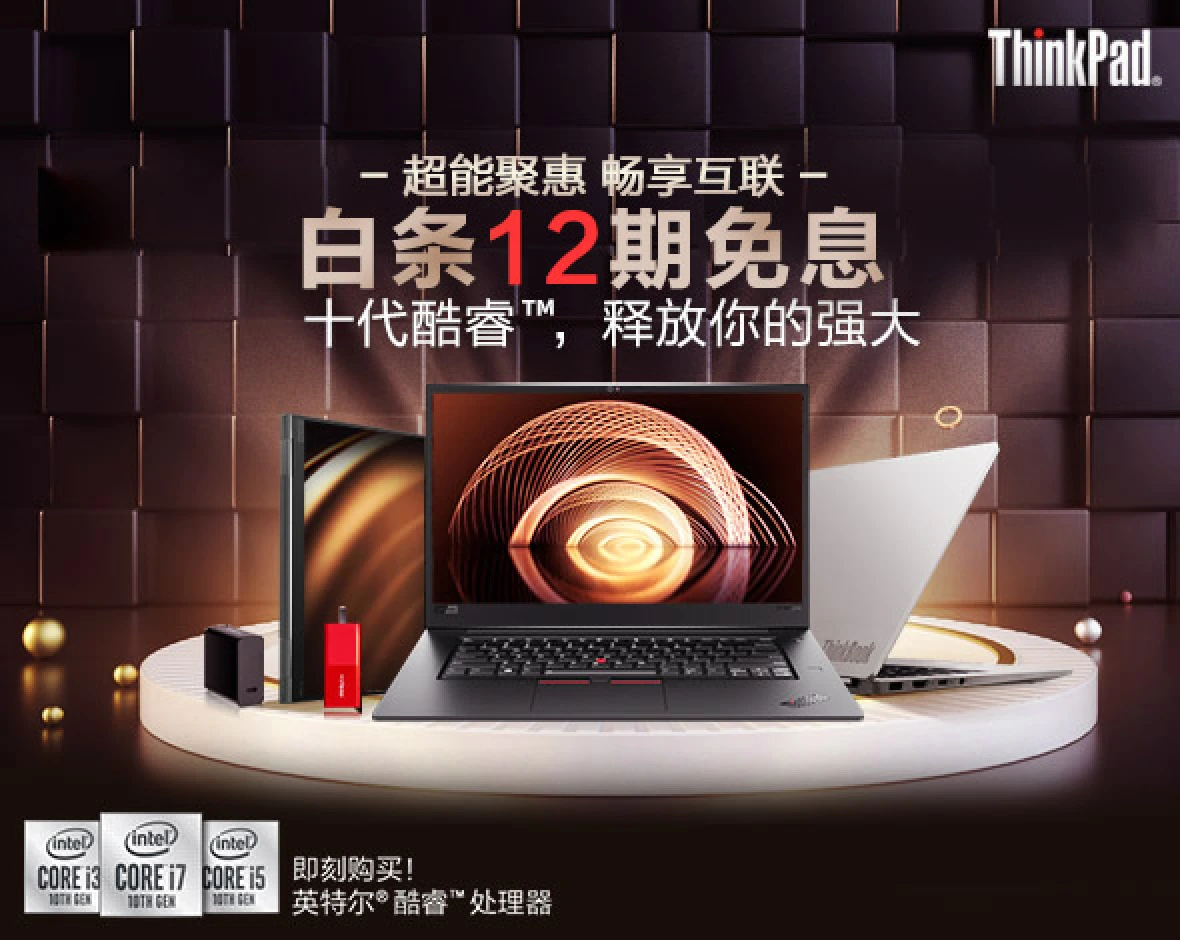 ThinkPad®
– 超能聚惠 畅享互联 –
白条12期免息
十代酷睿™，释放你的强大
ThinkBook
intel
CORE i3
10TH GEN
intel
CORE i7
10TH GEN
intel
CORE i5
10TH GEN
即刻购买！
英特尔®酷睿™处理器